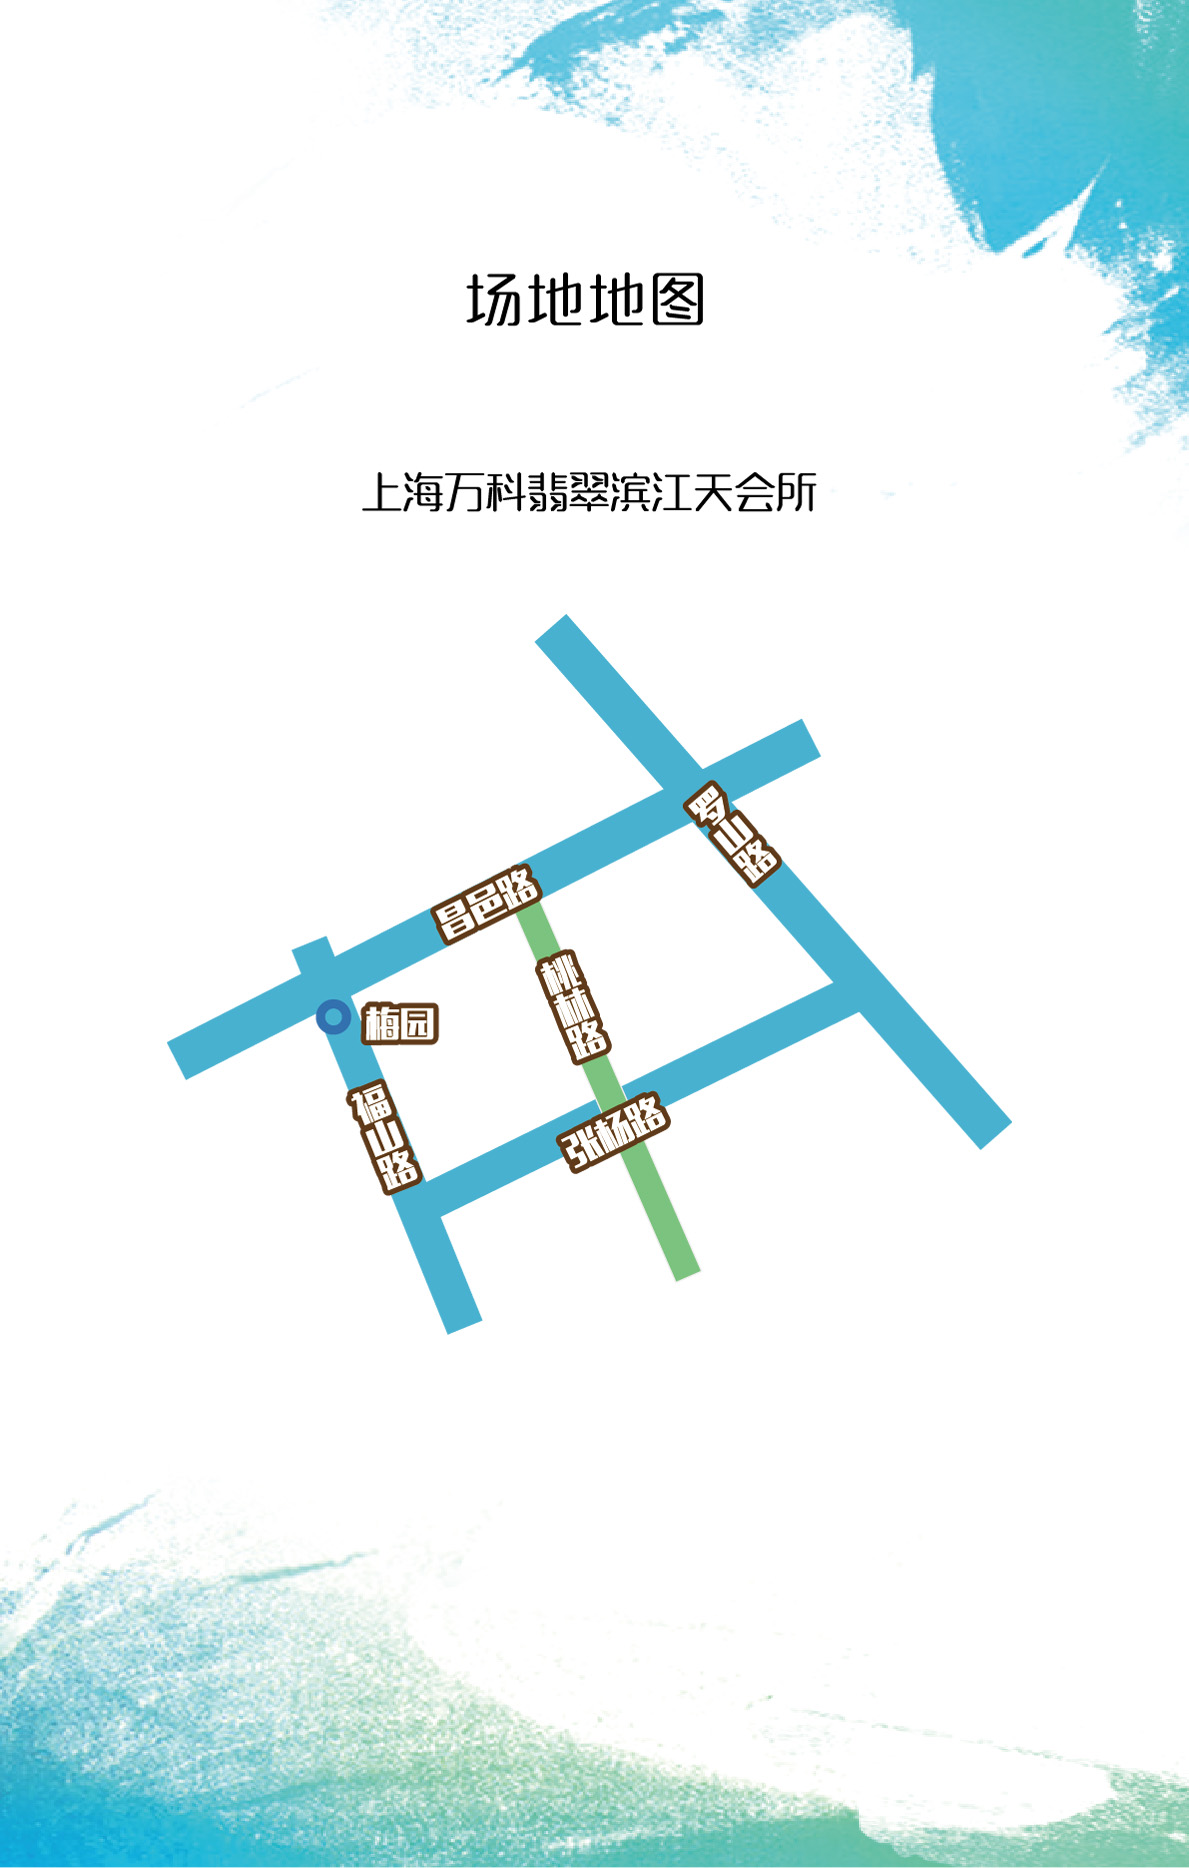 场地地图
上海万科翡翠滨江天会所
罗山路
昌邑路
桃林路
梅园
福山路
张杨路